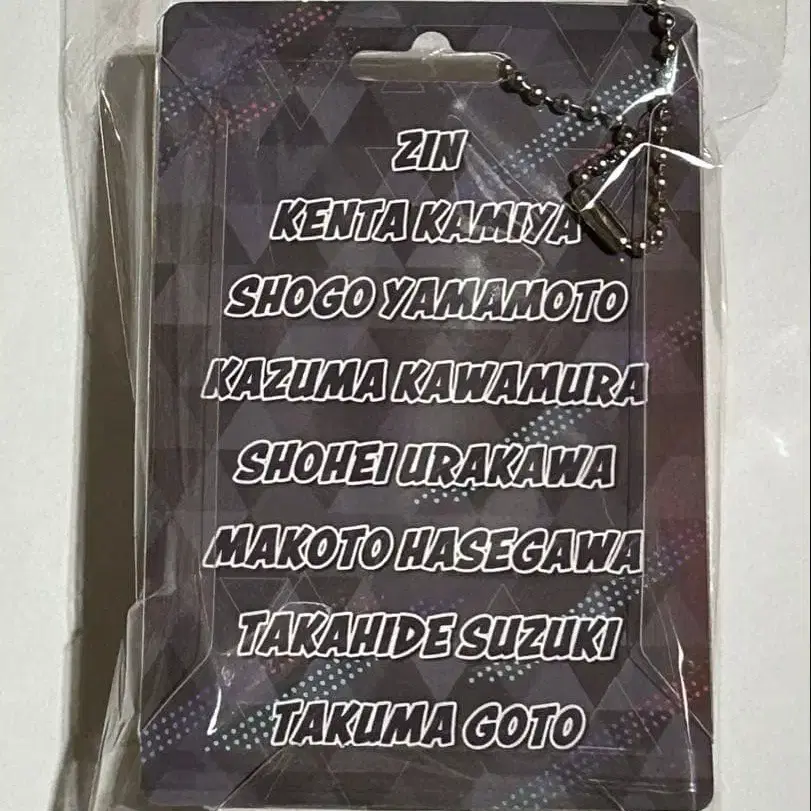 ZIN
KENTA KAMIYA
SHOGO YAMAMOTO
KAZUMA KAWAMURA
SHOHEI URAKAWA
MAKOTO HASEGAWA
TAKAHIDE SUZUKI
TAKUMA GOTO